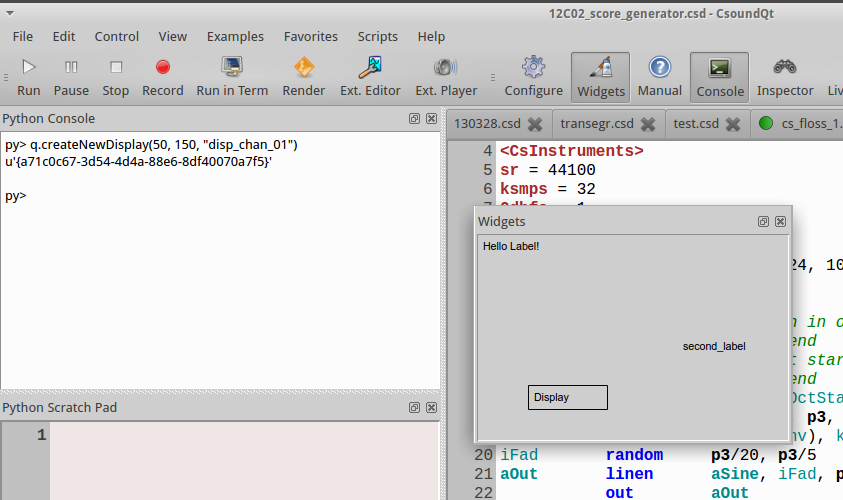 12C02_score_generator.csd - CsoundQt
File Edit Control View Examples Favorites Scripts Help
Run Pause Stop Record Run in Term Render Ext. Editor Ext. Player Configure Widgets Manual Console Inspector
Python Console
130328.csd transegr.csd test.csd cs_floss_1.
py> q.createNewDisplay(50, 150, "disp_chan_01")
u'{a71c0c67-3d54-4d4a-88e6-8df40070a7f5}'
py>
4 <CsInstruments>
5 sr = 44100
6 ksmps = 32
Widgets
Hello Label!
24, 10
n in
end
second_label
t star
end
OctSta
Display
p3,
nv), k
Python Scratch Pad
1
20 iFad random p3/20, p3/5
21 aOut linen aSine, iFad,
22 out aOut